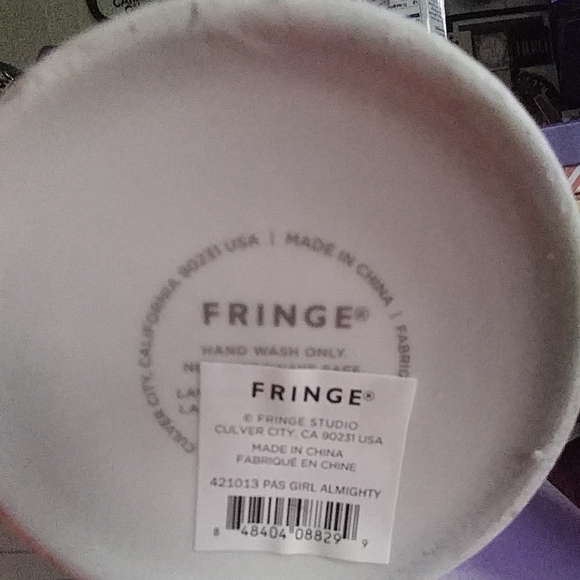 CULVER CITY, CALIFORNIA 90231 USA | MADE IN CHINA | FABRIQ
FRINGE®
HAND WASH ONLY.
FRINGE®
© FRINGE STUDIO
CULVER CITY, CA 90231 USA
MADE IN CHINA
FABRIQUÉ EN CHINE
421013 PAS GIRL ALMIGHTY
8 48404 08829 9